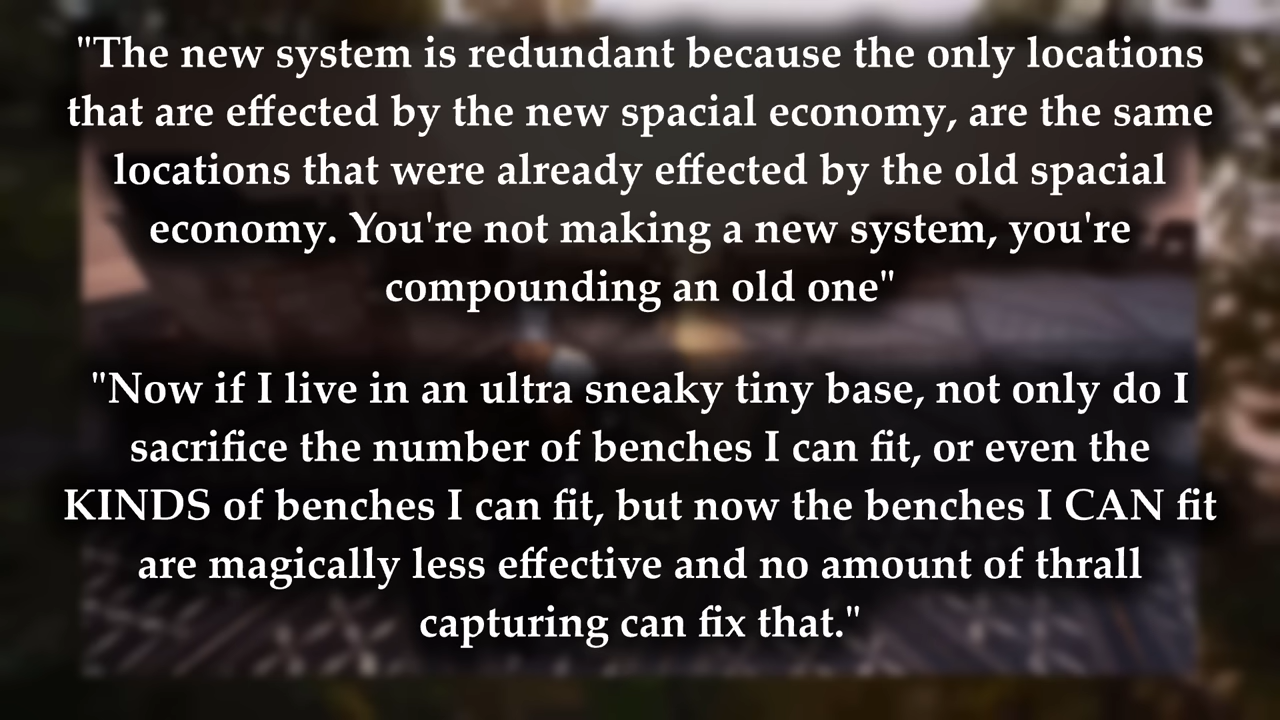 "The new system is redundant because the only locations
that are effected by the new spacial economy, are the same
locations that were already effected by the old spacial
economy. You're not making a new system, you're
compounding an old one"
"Now if I live in an ultra sneaky tiny base, not only do I
sacrifice the number of benches I can fit, or even the
KINDS of benches I can fit, but now the benches I CAN fit
are magically less effective and no amount of thrall
capturing can fix that."